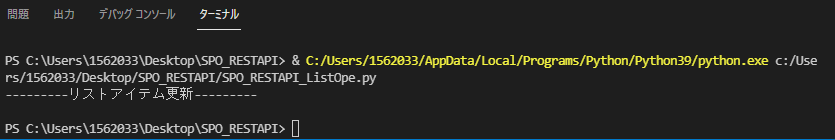 問題 出力 デバッグ コンソール ターミナル
PS C:\Users\1562033\Desktop\SPO_RESTAPI> & C:/Users/1562033/AppData/Local/Programs/Python/Python39/python.exe c:/Use
rs/1562033/Desktop/SPO_RESTAPI/SPO_RESTAPI_ListOpe.py
---------リストアイテム更新---------
PS C:\Users\1562033\Desktop\SPO_RESTAPI>